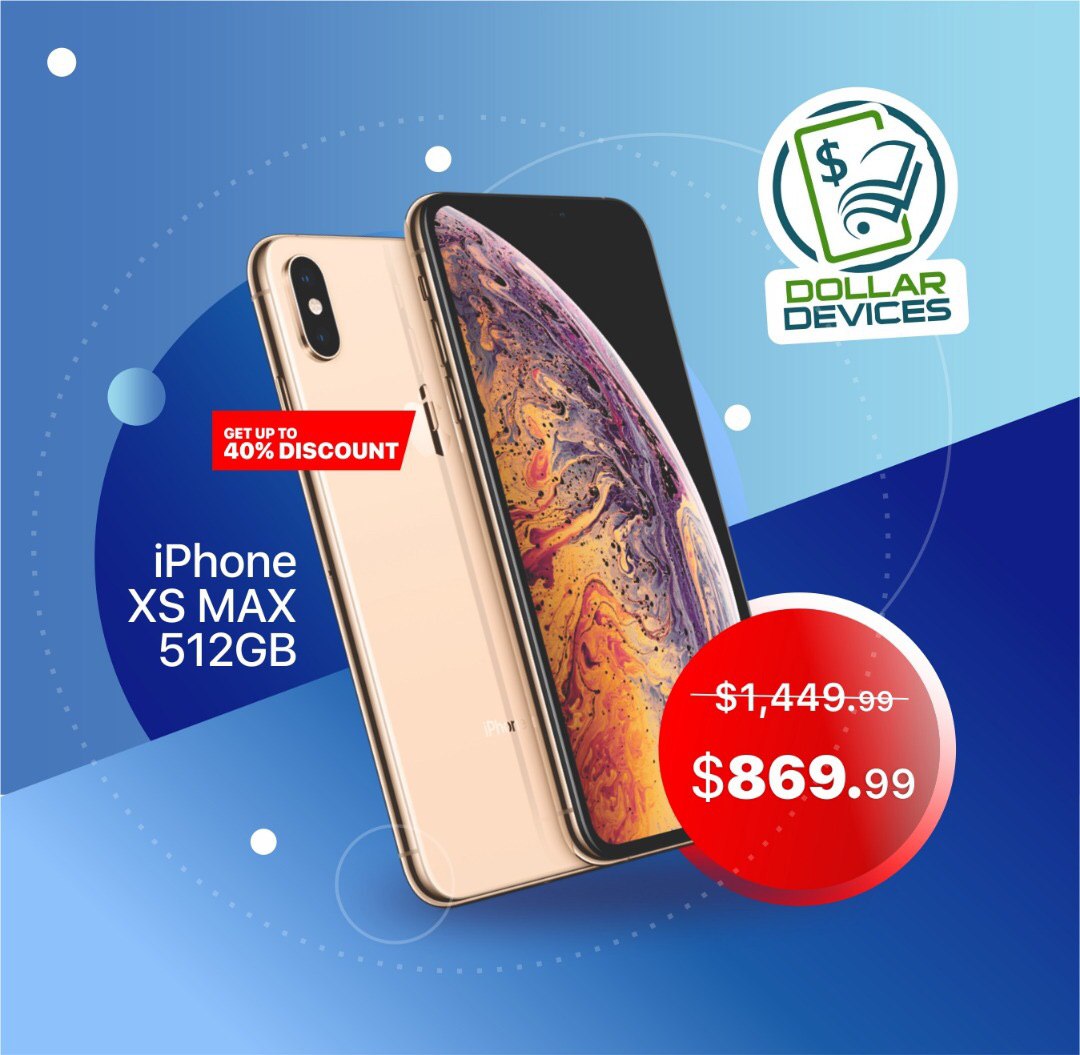 $
DOLLAR
DEVICES
GET UP TO
40% DISCOUNT
iPhone
XS MAX
512GB
iPhone
$1,449.99
$869.99